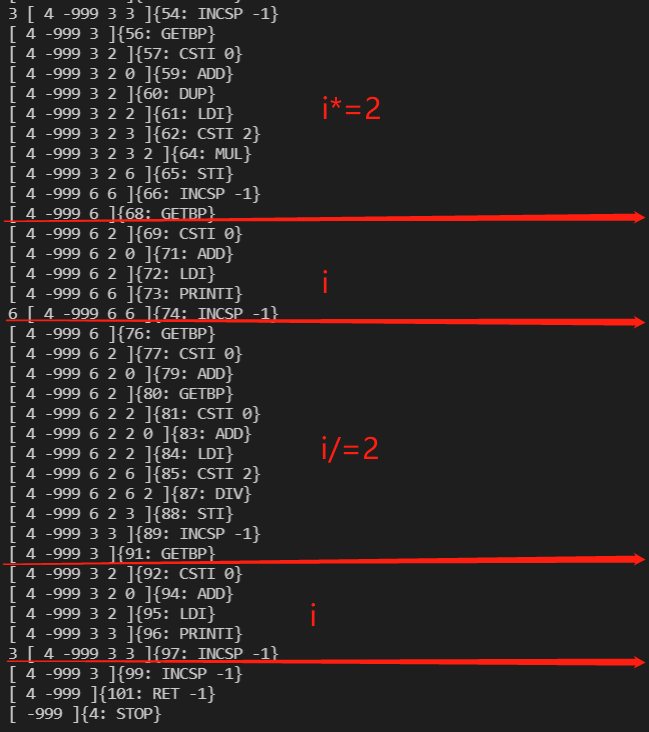 3 [ 4 -999 3 3 ]{54: INCSP -1}
[ 4 -999 3 ]{56: GETBP}
[ 4 -999 3 2 ]{57: CSTI 0}
[ 4 -999 3 2 0 ]{59: ADD}
[ 4 -999 3 2 ]{60: DUP}
[ 4 -999 3 2 2 ]{61: LDI}
[ 4 -999 3 2 3 ]{62: CSTI 2}
[ 4 -999 3 2 3 2 ]{64: MUL}
[ 4 -999 3 2 6 ]{65: STI}
[ 4 -999 6 6 ]{66: INCSP -1}
i*=2
[ 4 -999 6 ]{68: GETBP}
[ 4 -999 6 2 ]{69: CSTI 0}
[ 4 -999 6 2 0 ]{71: ADD}
[ 4 -999 6 2 ]{72: LDI}
[ 4 -999 6 6 ]{73: PRINTI}
i
6 [ 4 -999 6 6 ]{74: INCSP -1}
[ 4 -999 6 ]{76: GETBP}
[ 4 -999 6 2 ]{77: CSTI 0}
[ 4 -999 6 2 0 ]{79: ADD}
[ 4 -999 6 2 ]{80: GETBP}
[ 4 -999 6 2 2 ]{81: CSTI 0}
[ 4 -999 6 2 2 0 ]{83: ADD}
[ 4 -999 6 2 2 ]{84: LDI}
[ 4 -999 6 2 6 ]{85: CSTI 2}
[ 4 -999 6 2 6 2 ]{87: DIV}
[ 4 -999 6 2 3 ]{88: STI}
[ 4 -999 3 3 ]{89: INCSP -1}
i/=2
[ 4 -999 3 ]{91: GETBP}
[ 4 -999 3 2 ]{92: CSTI 0}
[ 4 -999 3 2 0 ]{94: ADD}
[ 4 -999 3 2 ]{95: LDI}
[ 4 -999 3 3 ]{96: PRINTI}
i
3 [ 4 -999 3 3 ]{97: INCSP -1}
[ 4 -999 3 ]{99: INCSP -1}
[ 4 -999 ]{101: RET -1}
[ -999 ]{4: STOP}